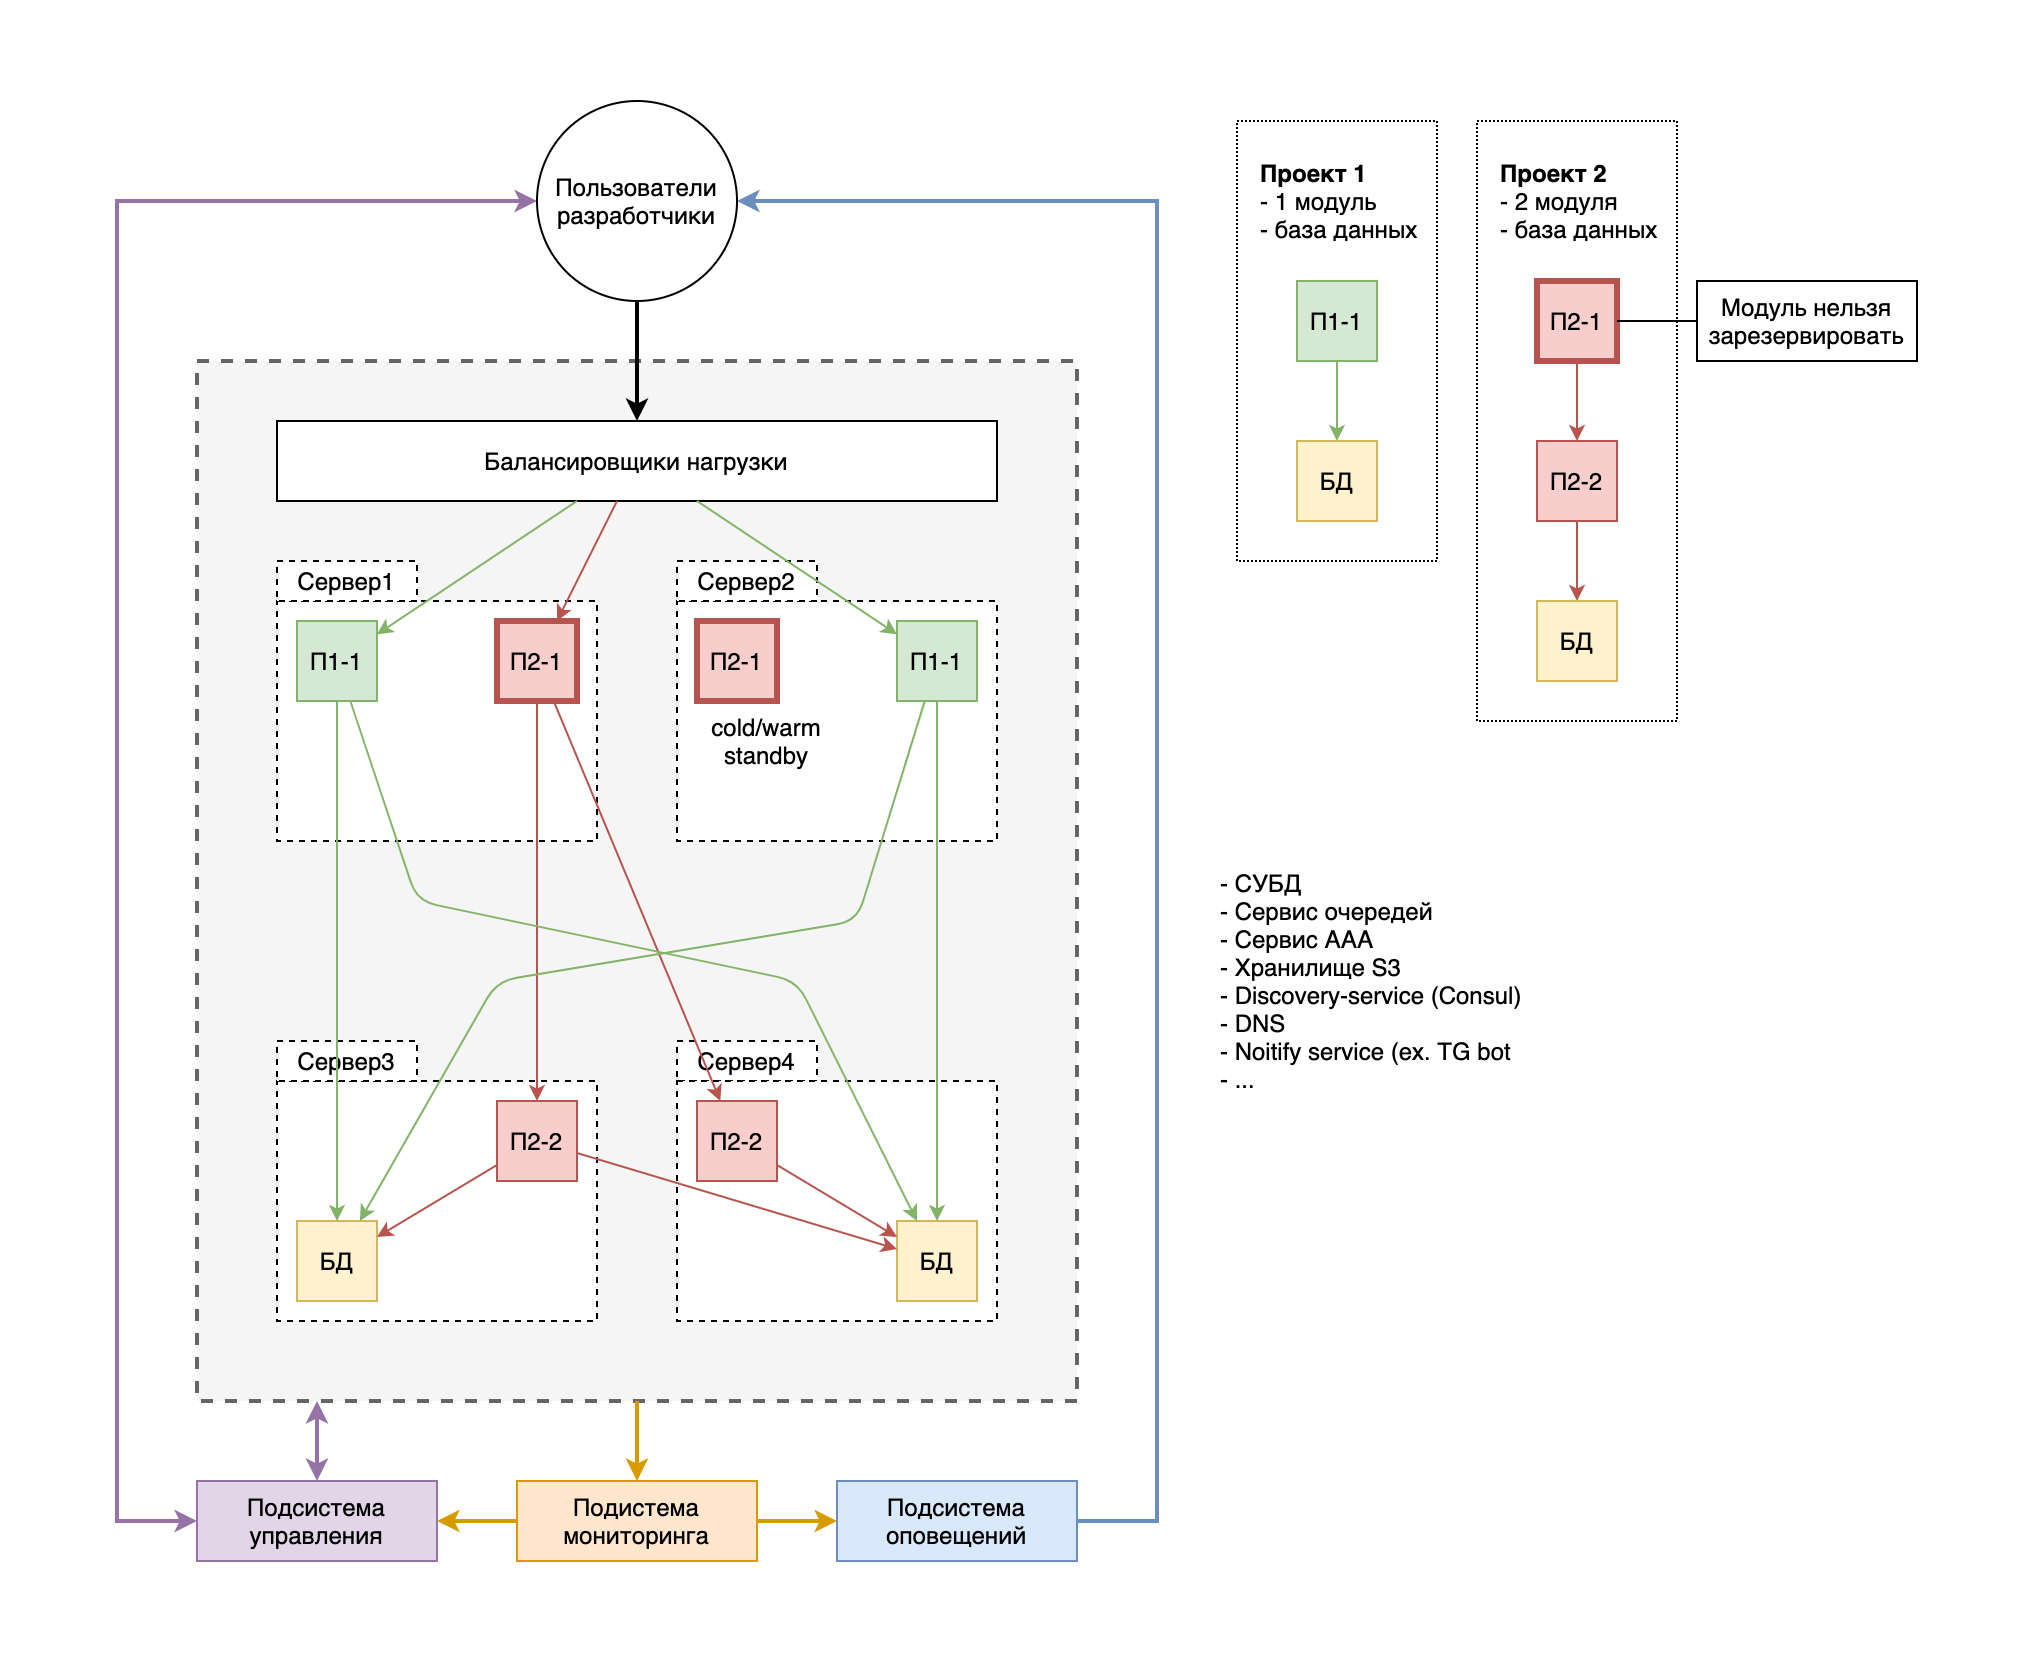 Пользователи
разработчики
Балансировщики нагрузки
Сервер1
П1-1
П2-1
Сервер2
П2-1
cold/warm
standby
П1-1
Сервер3
П2-2
БД
Сервер4
П2-2
БД
Подсистема
управления
Подистема
мониторинга
Подсистема
оповещений
Проект 1
- 1 модуль
- база данных
П1-1
БД
Проект 2
- 2 модуля
- база данных
П2-1
Модуль нельзя
зарезервировать
П2-2
БД
- СУБД
- Сервис очередей
- Сервис ААА
- Хранилище S3
- Discovery-service (Consul)
- DNS
- Noitify service (ex. TG bot
- ...